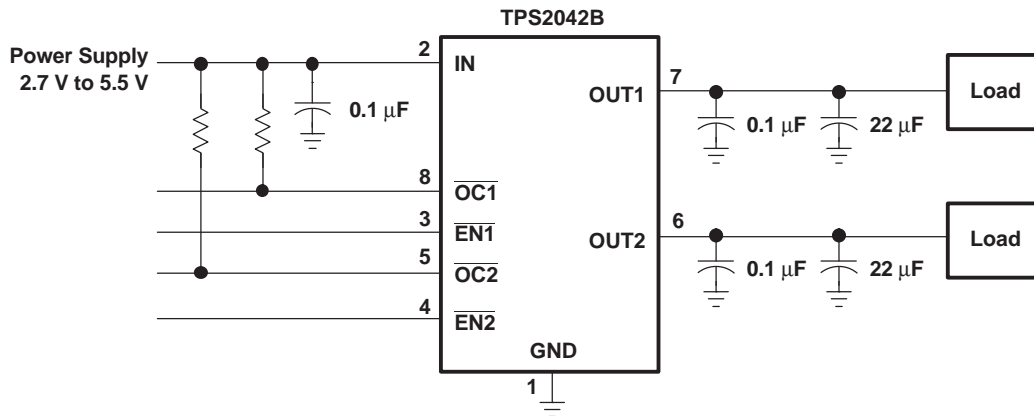 TPS2042B
Power Supply
2.7 V to 5.5 V
2
IN
0.1 μF
7
OUT1
0.1 μF
22 μF
Load
8
OC1
3
EN1
5
OC2
4
EN2
6
OUT2
0.1 μF
22 μF
Load
GND
1